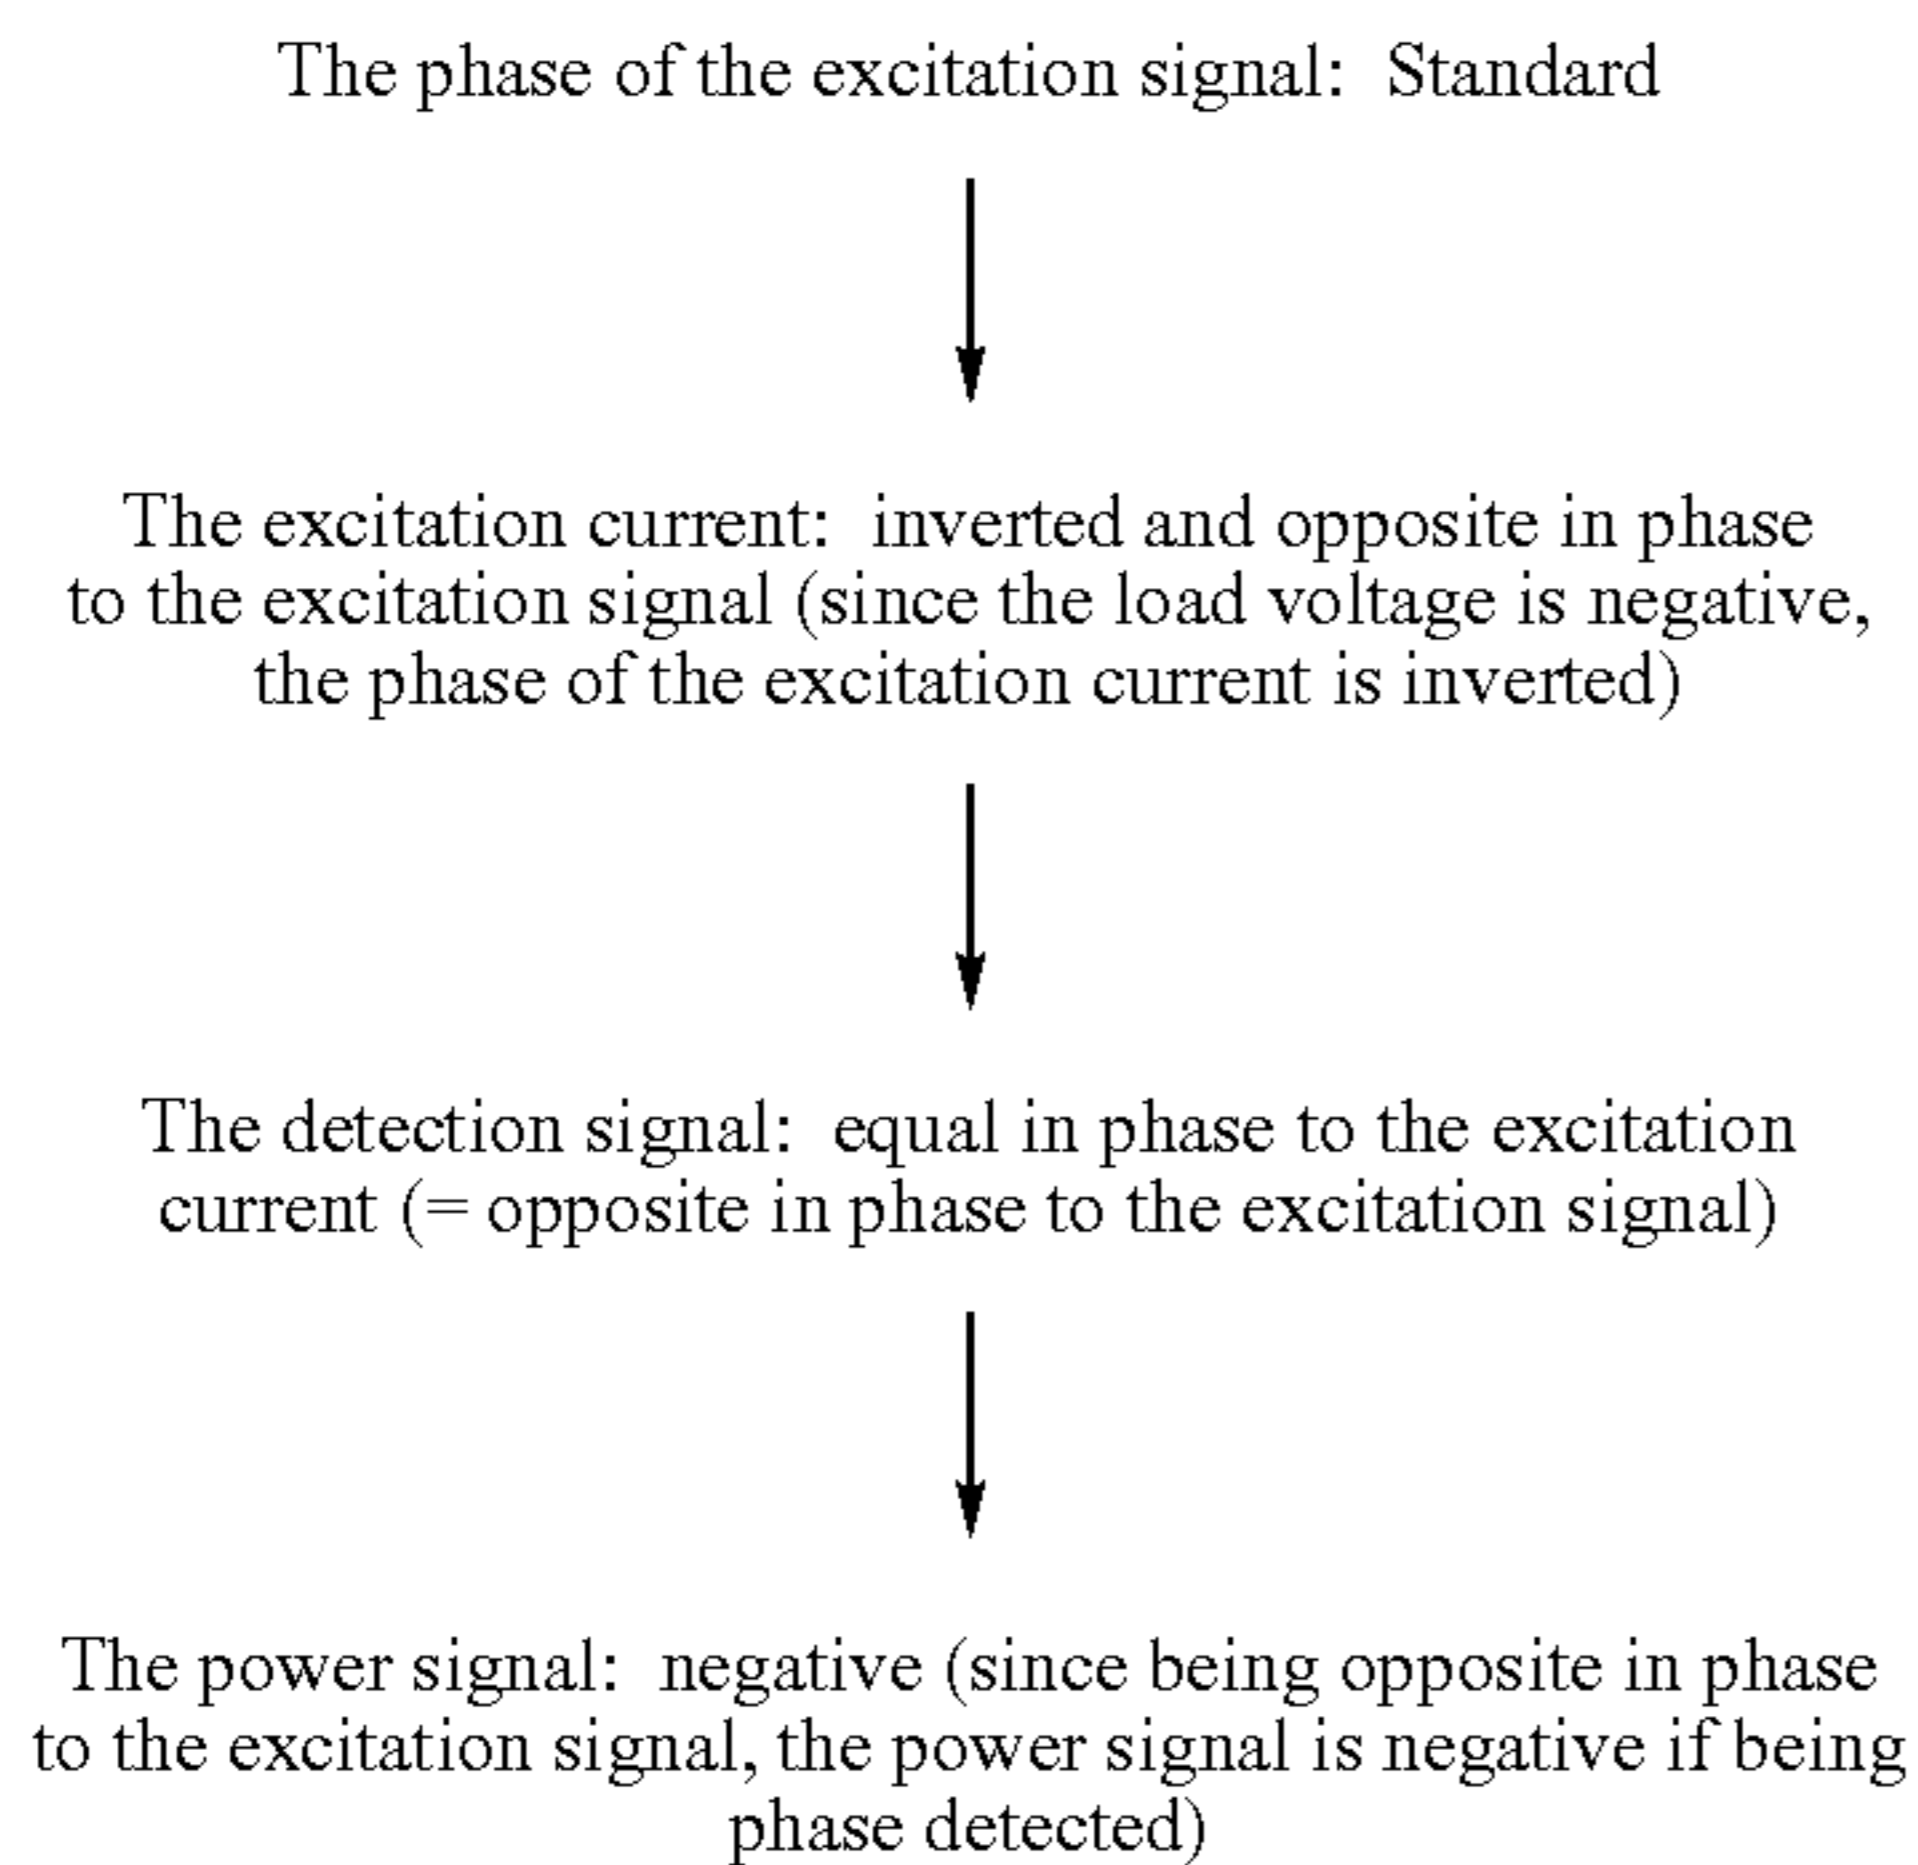 The phase of the excitation signal: Standard
The excitation current: inverted and opposite in phase
to the excitation signal (since the load voltage is negative,
the phase of the excitation current is inverted)
The detection signal: equal in phase to the excitation
current (= opposite in phase to the excitation signal)
The power signal: negative (since being opposite in phase
to the excitation signal, the power signal is negative if being
phase detected)